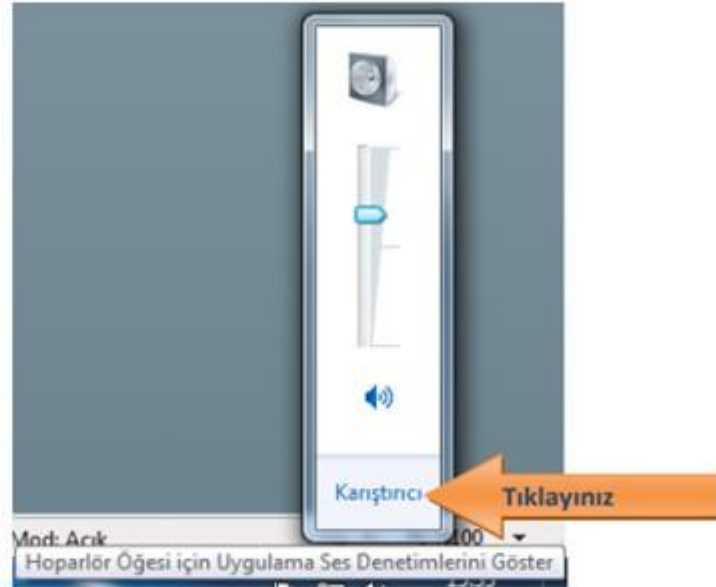 Karıştırıcı
Tıklayınız
Mod: Açık
100
Hoparlör Öğesi için Uygulama Ses Denetimlerini Göster